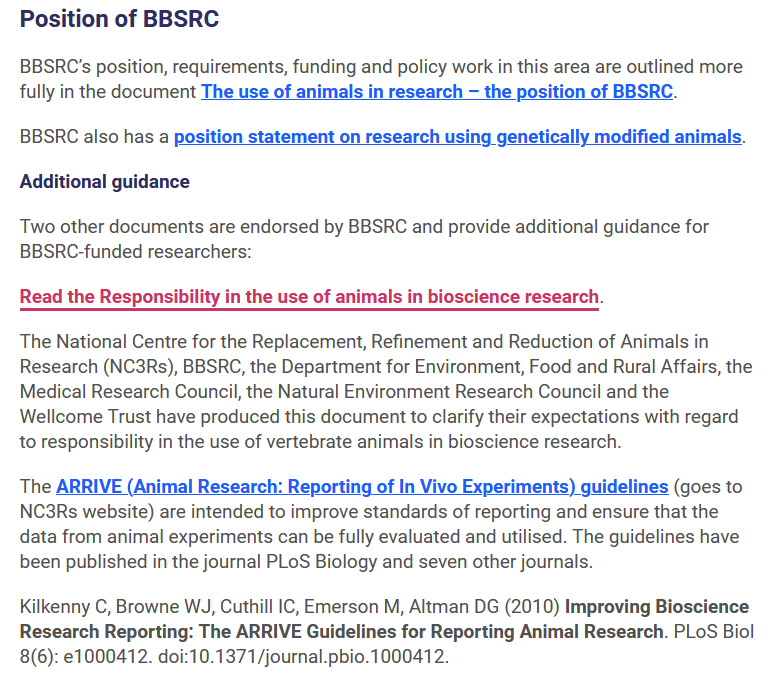 Position of BBSRC
BBSRC’s position, requirements, funding and policy work in this area are outlined more
fully in the document The use of animals in research – the position of BBSRC.
BBSRC also has a position statement on research using genetically modified animals.
Additional guidance
Two other documents are endorsed by BBSRC and provide additional guidance for
BBSRC-funded researchers:
Read the Responsibility in the use of animals in bioscience research.
The National Centre for the Replacement, Refinement and Reduction of Animals in
Research (NC3Rs), BBSRC, the Department for Environment, Food and Rural Affairs, the
Medical Research Council, the Natural Environment Research Council and the
Wellcome Trust have produced this document to clarify their expectations with regard
to responsibility in the use of vertebrate animals in bioscience research.
The ARRIVE (Animal Research: Reporting of In Vivo Experiments) guidelines (goes to
NC3Rs website) are intended to improve standards of reporting and ensure that the
data from animal experiments can be fully evaluated and utilised. The guidelines have
been published in the journal PLoS Biology and seven other journals.
Kilkenny C, Browne WJ, Cuthill IC, Emerson M, Altman DG (2010) Improving Bioscience
Research Reporting: The ARRIVE Guidelines for Reporting Animal Research. PLoS Biol
8(6): e1000412. doi:10.1371/journal.pbio.1000412.